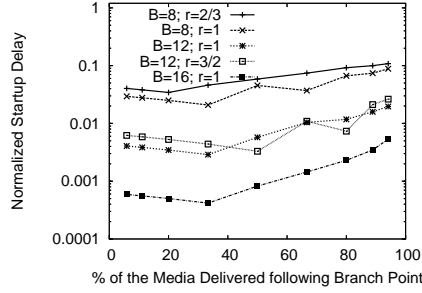 1
0.1
0.01
0.001
0.0001
Normalized Startup Delay
B=8; r=2/3
B=8; r=1
B=12; r=1
B=12; r=3/2
B=16; r=1
0 20 40 60 80 100
% of the Media Delivered following Branch Point